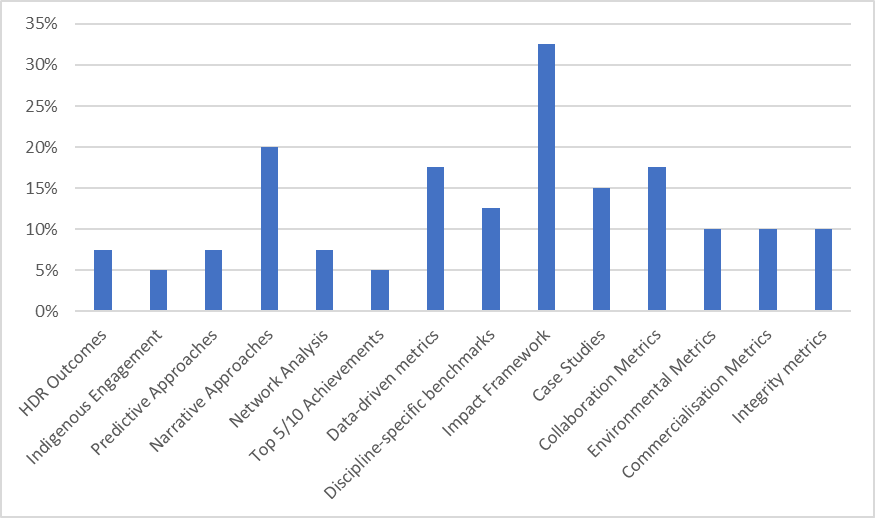 35%
30%
25%
20%
15%
10%
5%
0%
HDR Outcomes
Indigenous Engagement
Predictive Approaches
Narrative Approaches
Network Analysis
Top 5/10 Achievements
Data-driven metrics
Discipline-specific benchmarks
Impact Framework
Case Studies
Collaboration Metrics
Environmental Metrics
Commercialisation Metrics
Integrity metrics